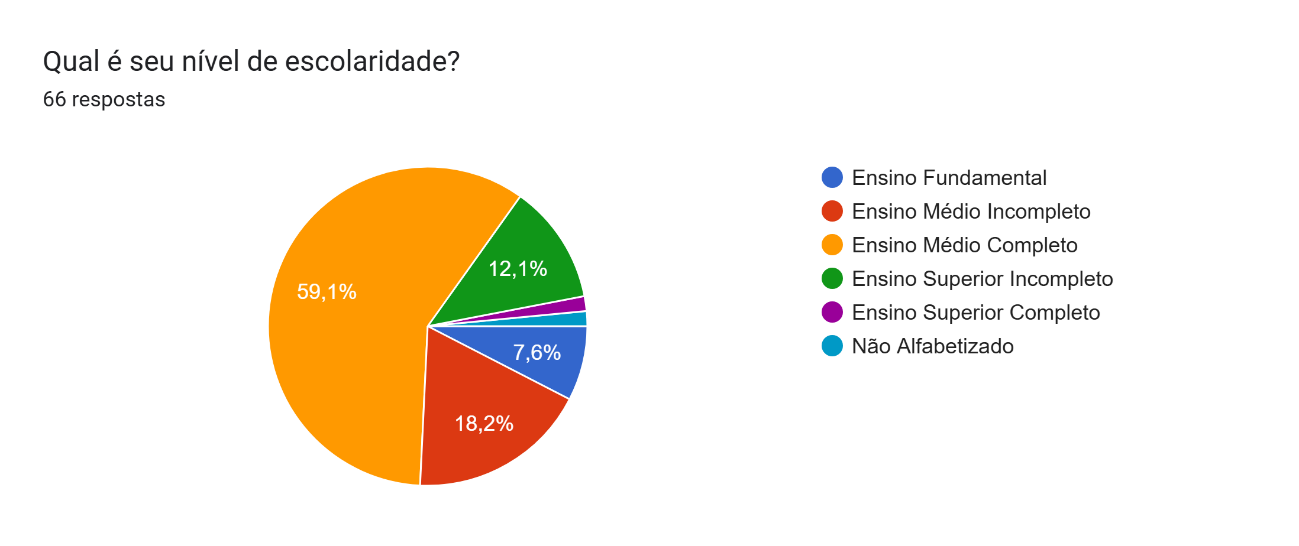 Qual é seu nível de escolaridade?
66 respostas
Ensino Fundamental
Ensino Médio Incompleto
Ensino Médio Completo
Ensino Superior Incompleto
Ensino Superior Completo
Não Alfabetizado
12,1%
59,1%
7,6%
18,2%